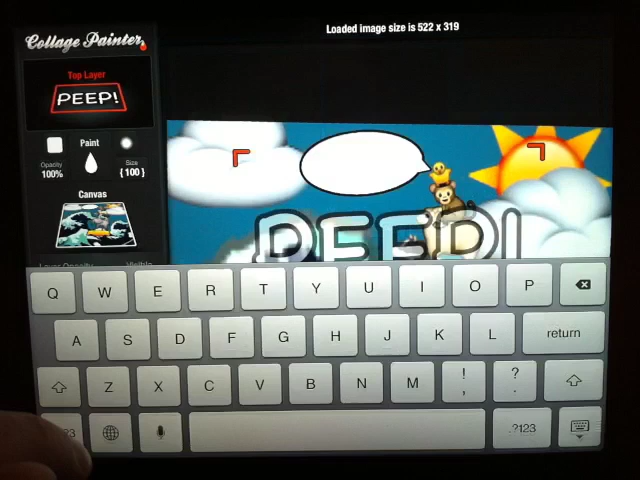 Loaded image size is 522 x 319
Collage Painter
Top Layer
PEEP!
Paint
Opacity
100%
Size
{ 100 }
Canvas
PEEP!
Q W E R T Y U I O P
A S D F G H J K L return
Z X C V B N M ! , ? .
.?123